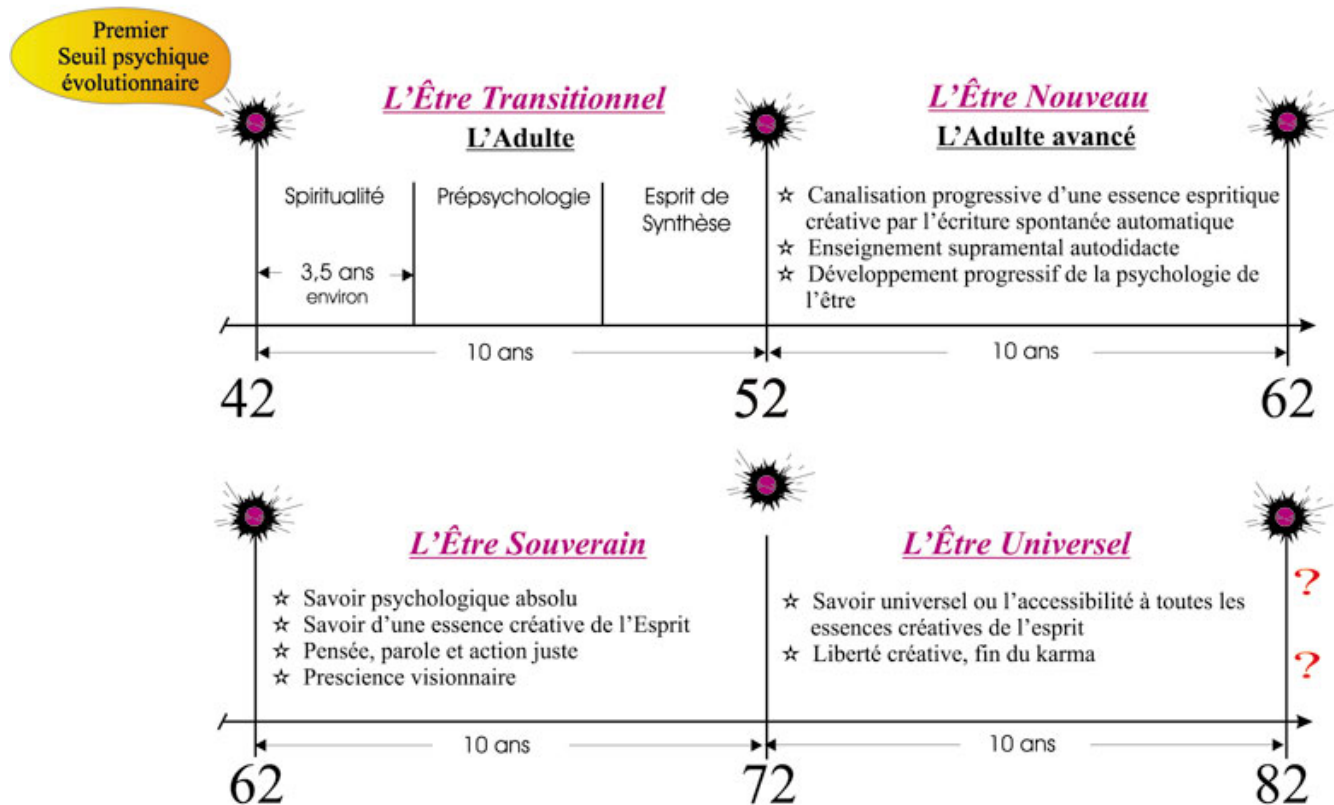 Premier
Seuil psychique
évolutionnaire
L'Être Transitionnel
L'Adulte
Spiritualité
Prépsychologie
Esprit de
Synthèse
3,5 ans
environ
10 ans
L'Être Nouveau
L'Adulte avancé
☆ Canalisation progressive d'une essence espritique
créative par l'écriture spontanée automatique
☆ Enseignement supramental autodidacte
☆ Développement progressif de la psychologie de
l'être
10 ans
42
52
62
L'Être Souverain
☆ Savoir psychologique absolu
☆ Savoir d'une essence créative de l'Esprit
☆ Pensée, parole et action juste
☆ Prescience visionnaire
10 ans
L'Être Universel
☆ Savoir universel ou l'accessibilité à toutes les
essences créatives de l'esprit
☆ Liberté créative, fin du karma
?
?
10 ans
62
72
82